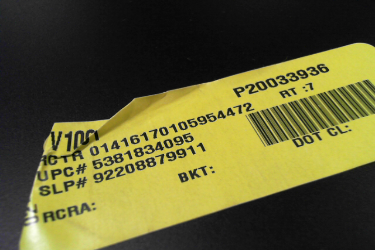 P20033936
V100
CTR 01416170105954472 RT :7
UPC# 5381834095
SLP# 92208879911
BKT: DOT CL:
RCRA: